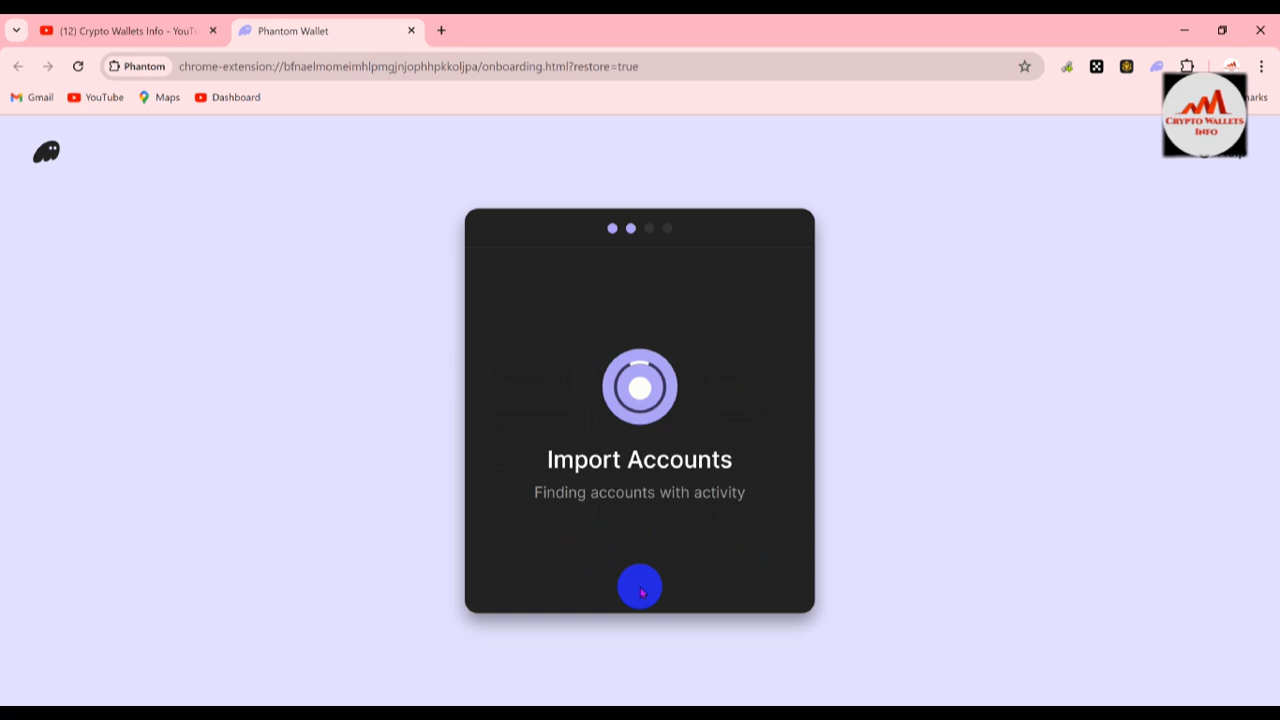 (12) Crypto Wallets Info - YouTu
Phantom Wallet
Phantom
chrome-extension://bfnaelmomeimhlpmgjnjophhpkkoljpa/onboarding.html?restore=true
Gmail
YouTube
Maps
Dashboard
CRYPTO WALLETS
INFO
Import Accounts
Finding accounts with activity